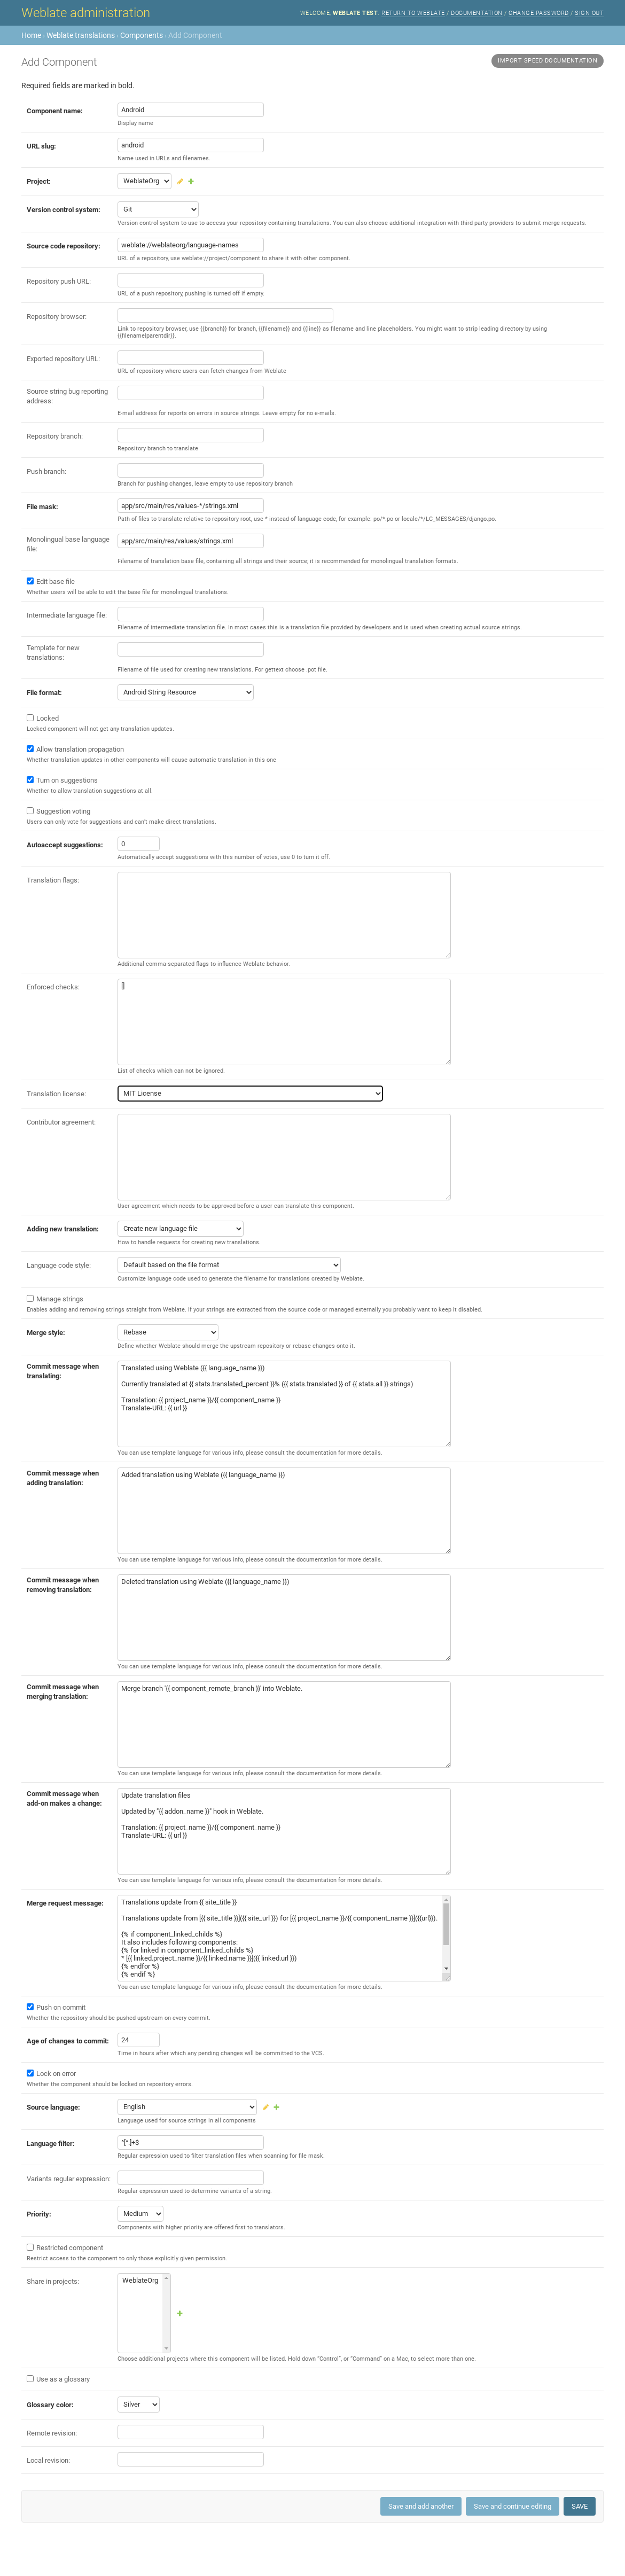 Weblate administration
WELCOME, WEBLATE TEST. RETURN TO WEBLATE / DOCUMENTATION / CHANGE PASSWORD / SIGN OUT
Home › Weblate translations › Components › Add Component
Add Component
IMPORT SPEED DOCUMENTATION
Required fields are marked in bold.
Component name:
Android
Display name
URL slug:
android
Name used in URLs and filenames.
Project:
WeblateOrg
Version control system:
Git
Version control system to use to access your repository containing translations. You can also choose additional integration with third party providers to submit merge requests.
Source code repository:
weblate://weblateorg/language-names
URL of a repository, use weblate://project/component to share it with other component.
Repository push URL:
URL of a push repository, pushing is turned off if empty.
Repository browser:
Link to repository browser, use {{branch}} for branch, {{filename}} and {{line}} as filename and line placeholders. You might want to strip leading directory by using
{{filename|parentdir}}.
Exported repository URL:
URL of repository where users can fetch changes from Weblate
Source string bug reporting
address:
E-mail address for reports on errors in source strings. Leave empty for no e-mails.
Repository branch:
Repository branch to translate
Push branch:
Branch for pushing changes, leave empty to use repository branch
File mask:
app/src/main/res/values-*/strings.xml
Path of files to translate relative to repository root, use * instead of language code, for example: po/*.po or locale/*/LC_MESSAGES/django.po.
Monolingual base language
file:
app/src/main/res/values/strings.xml
Filename of translation base file, containing all strings and their source; it is recommended for monolingual translation formats.
Edit base file
Whether users will be able to edit the base file for monolingual translations.
Intermediate language file:
Filename of intermediate translation file. In most cases this is a translation file provided by developers and is used when creating actual source strings.
Template for new
translations:
Filename of file used for creating new translations. For gettext choose .pot file.
File format:
Android String Resource
Locked
Locked component will not get any translation updates.
Allow translation propagation
Whether translation updates in other components will cause automatic translation in this one
Turn on suggestions
Whether to allow translation suggestions at all.
Suggestion voting
Users can only vote for suggestions and can't make direct translations.
Autoaccept suggestions:
0
Automatically accept suggestions with this number of votes, use 0 to turn it off.
Translation flags:
Additional comma-separated flags to influence Weblate behavior.
Enforced checks:
[]
List of checks which can not be ignored.
Translation license:
MIT License
Contributor agreement:
User agreement which needs to be approved before a user can translate this component.
Adding new translation:
Create new language file
How to handle requests for creating new translations.
Language code style:
Default based on the file format
Customize language code used to generate the filename for translations created by Weblate.
Manage strings
Enables adding and removing strings straight from Weblate. If your strings are extracted from the source code or managed externally you probably want to keep it disabled.
Merge style:
Rebase
Define whether Weblate should merge the upstream repository or rebase changes onto it.
Commit message when
translating:
Translated using Weblate ({{ language_name }})
Currently translated at {{ stats.translated_percent }}% ({{ stats.translated }} of {{ stats.all }} strings)
Translation: {{ project_name }}/{{ component_name }}
Translate-URL: {{ url }}
You can use template language for various info, please consult the documentation for more details.
Commit message when
adding translation:
Added translation using Weblate ({{ language_name }})
You can use template language for various info, please consult the documentation for more details.
Commit message when
removing translation:
Deleted translation using Weblate ({{ language_name }})
You can use template language for various info, please consult the documentation for more details.
Commit message when
merging translation:
Merge branch '{{ component_remote_branch }}' into Weblate.
You can use template language for various info, please consult the documentation for more details.
Commit message when
add-on makes a change:
Update translation files
Updated by "{{ addon_name }}" hook in Weblate.
Translation: {{ project_name }}/{{ component_name }}
Translate-URL: {{ url }}
You can use template language for various info, please consult the documentation for more details.
Merge request message:
Translations update from {{ site_title }}
Translations update from [{{ site_title }}]({{ site_url }}) for [{{ project_name }}/{{ component_name }}]({{url}}).
{% if component_linked_childs %}
It also includes following components:
{% for linked in component_linked_childs %}
* [{{ linked.project_name }}/{{ linked.name }}]({{ linked.url }})
{% endfor %}
{% endif %}
You can use template language for various info, please consult the documentation for more details.
Push on commit
Whether the repository should be pushed upstream on every commit.
Age of changes to commit:
24
Time in hours after which any pending changes will be committed to the VCS.
Lock on error
Whether the component should be locked on repository errors.
Source language:
English
Language used for source strings in all components
Language filter:
^[^.]+$
Regular expression used to filter translation files when scanning for file mask.
Variants regular expression:
Regular expression used to determine variants of a string.
Priority:
Medium
Components with higher priority are offered first to translators.
Restricted component
Restrict access to the component to only those explicitly given permission.
Share in projects:
WeblateOrg
Choose additional projects where this component will be listed. Hold down "Control", or "Command" on a Mac, to select more than one.
Use as a glossary
Glossary color:
Silver
Remote revision:
Local revision:
Save and add another
Save and continue editing
SAVE